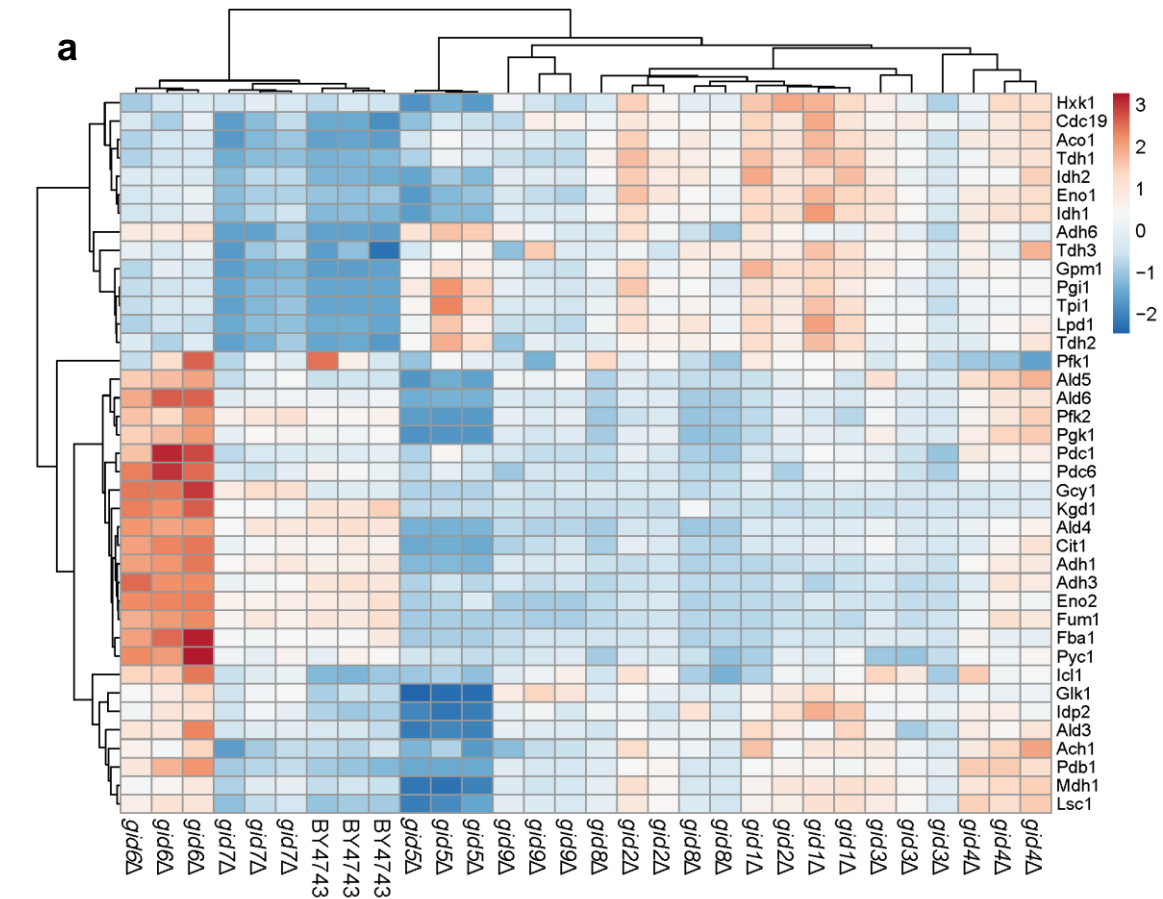 a
Hxk1
Cdc19
Aco1
Tdh1
Idh2
Eno1
Idh1
Adh6
Tdh3
Gpm1
Pgi1
Tpi1
Lpd1
Tdh2
Pfk1
Ald5
Ald6
Pfk2
Pgk1
Pdc1
Pdc6
Gcy1
Kgd1
Ald4
Cit1
Adh1
Adh3
Eno2
Fum1
Fba1
Pyc1
Icl1
Glk1
Idp2
Ald3
Ach1
Pdb1
Mdh1
Lsc1
3
2
1
0
−1
−2
gid6Δ
gid6Δ
gid6Δ
gid7Δ
gid7Δ
gid7Δ
BY4743
BY4743
BY4743
gid5Δ
gid5Δ
gid5Δ
gid9Δ
gid9Δ
gid9Δ
gid8Δ
gid2Δ
gid2Δ
gid8Δ
gid8Δ
gid1Δ
gid2Δ
gid1Δ
gid1Δ
gid3Δ
gid3Δ
gid3Δ
gid4Δ
gid4Δ
gid4Δ